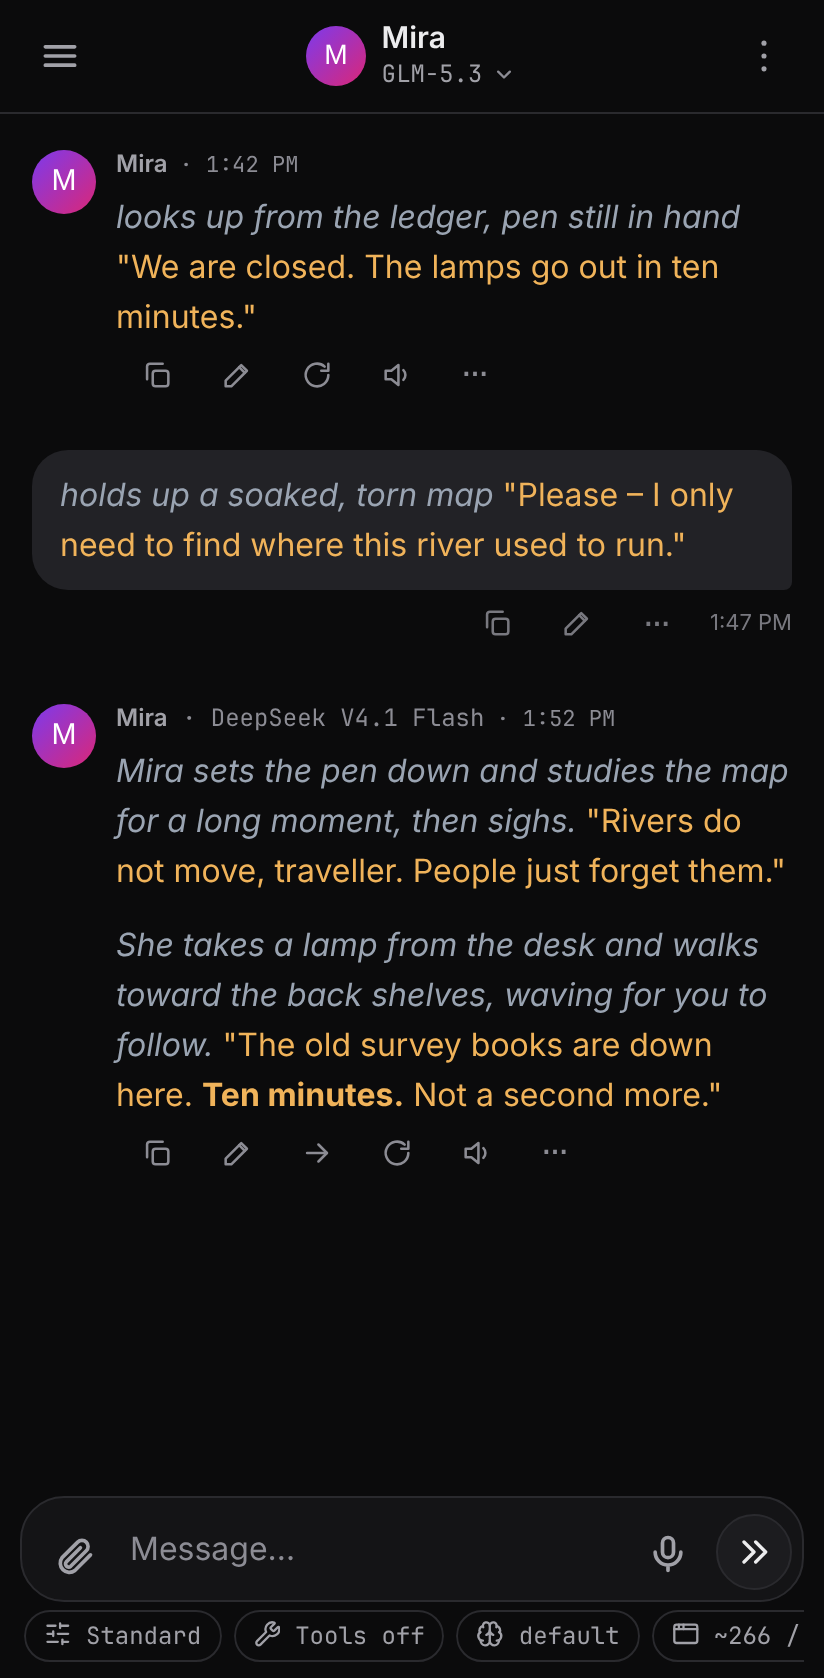 M
Mira
GLM-5.3
M
Mira · 1:42 PM
looks up from the ledger, pen still in hand
"We are closed. The lamps go out in ten
minutes."
holds up a soaked, torn map "Please – I only
need to find where this river used to run."
1:47 PM
M
Mira · DeepSeek V4.1 Flash · 1:52 PM
Mira sets the pen down and studies the map
for a long moment, then sighs. "Rivers do
not move, traveller. People just forget them."
She takes a lamp from the desk and walks
toward the back shelves, waving for you to
follow. "The old survey books are down
here. Ten minutes. Not a second more."
Message...
Standard
Tools off
default
~266 /